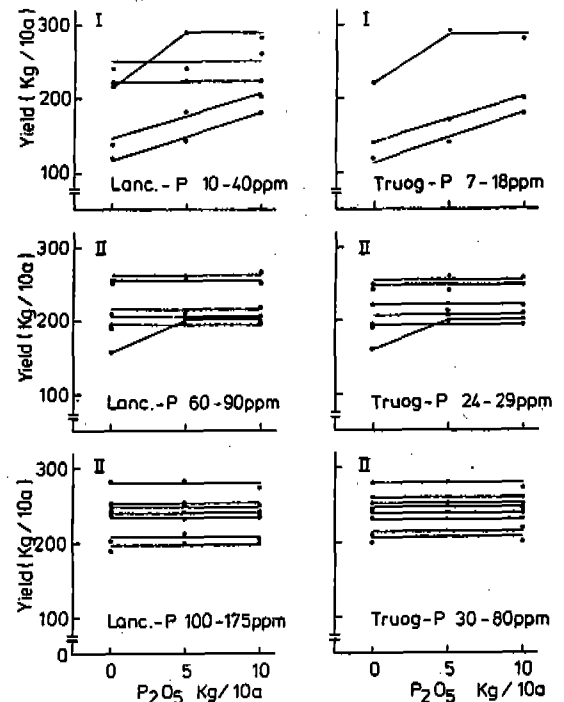 I
I
300
200
100
Yield (Kg/10a)
Lanc.-P 10-40ppm
Truog-P 7-18ppm
II
II
300
200
100
Yield (Kg/10a)
Lanc.-P 60-90ppm
Truog-P 24-29ppm
II
II
300
200
100
0
Yield (Kg/10a)
Lanc.-P 100-175ppm
Truog-P 30-80ppm
0 5 10
0 5 10
P₂O₅ Kg/10a
P₂O₅ Kg/10a